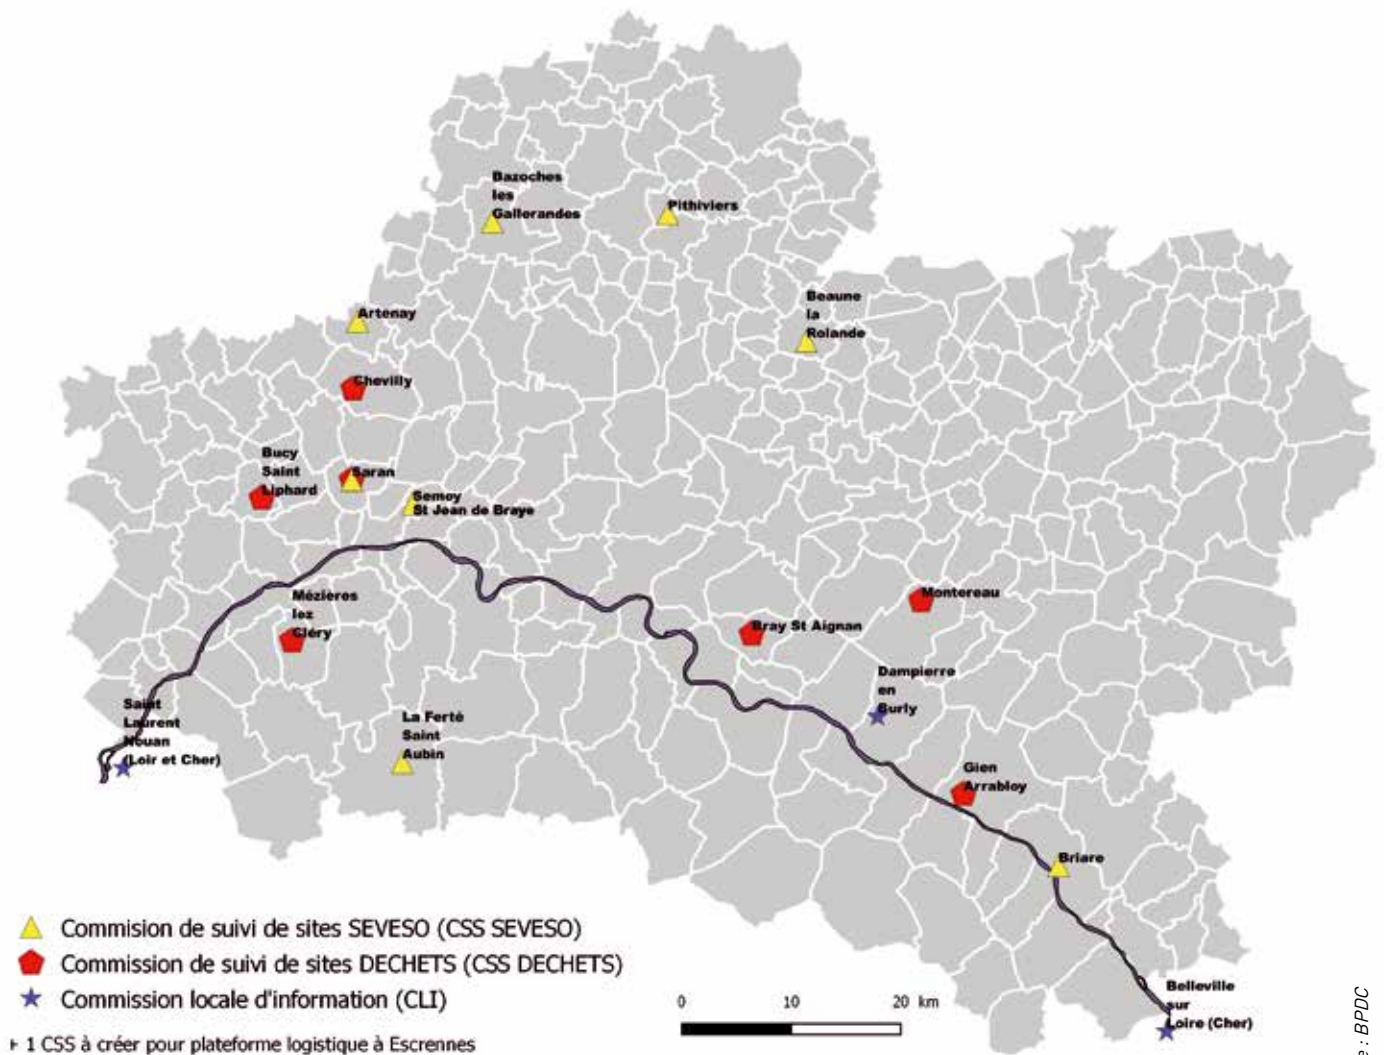 Bazoches
les
Gallerandes
Pithiviers
Beaune
la
Rolande
Artenay
Chevilly
Bucy
Saint
Liphard
Saran
Semoy
St Jean de Braye
Mézières
lez
Cléry
Montereau
Bray St Aignan
Dampierre
en
Burly
Saint
Laurent
Nouan
(Loir et Cher)
La Ferté
Saint
Aubin
Gien
Arrabloy
Briare
Belleville
sur
Loire (Cher)
Commision de suivi de sites SEVESO (CSS SEVESO)
Commission de suivi de sites DECHETS (CSS DECHETS)
Commission locale d'information (CLI)
0 10 20 km
+ 1 CSS à créer pour plateforme logistique à Escrennes
e : BPDC